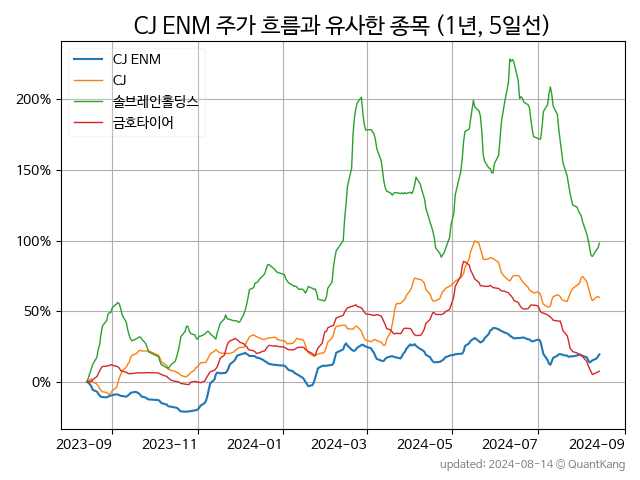 CJ ENM 주가 흐름과 유사한 종목 (1년, 5일선)
CJ ENM
CJ
솔브레인홀딩스
금호타이어
200%
150%
100%
50%
0%
2023-09 2023-11 2024-01 2024-03 2024-05 2024-07 2024-09
updated: 2024-08-14 © QuantKang